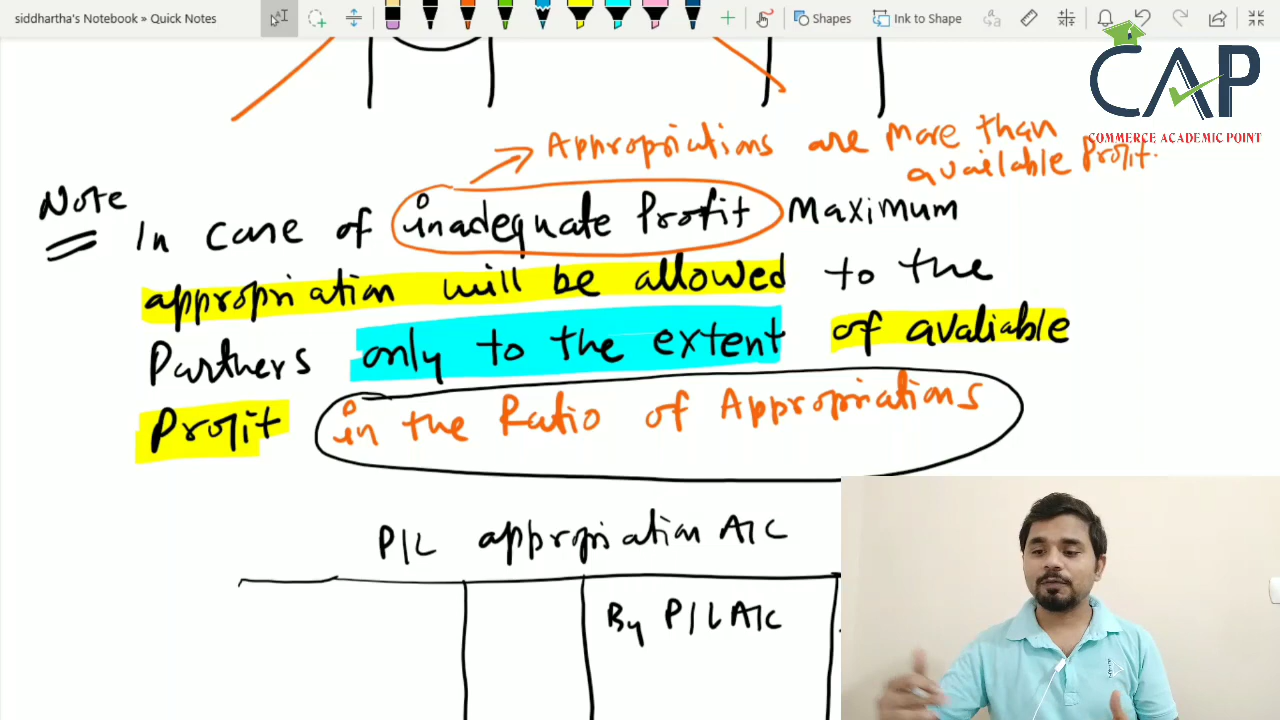 siddhartha's Notebook » Quick Notes
Shapes
Ink to Shape
CAP
COMMERCE ACADEMIC POINT
Appropriations are more than
available Profit.
Note
In case of inadequate Profit Maximum
appropriation will be allowed to the
Partners only to the extent of avaliable
Profit in the Ratio of Appropriations
P/L appropriation A/C
By P/L A/C